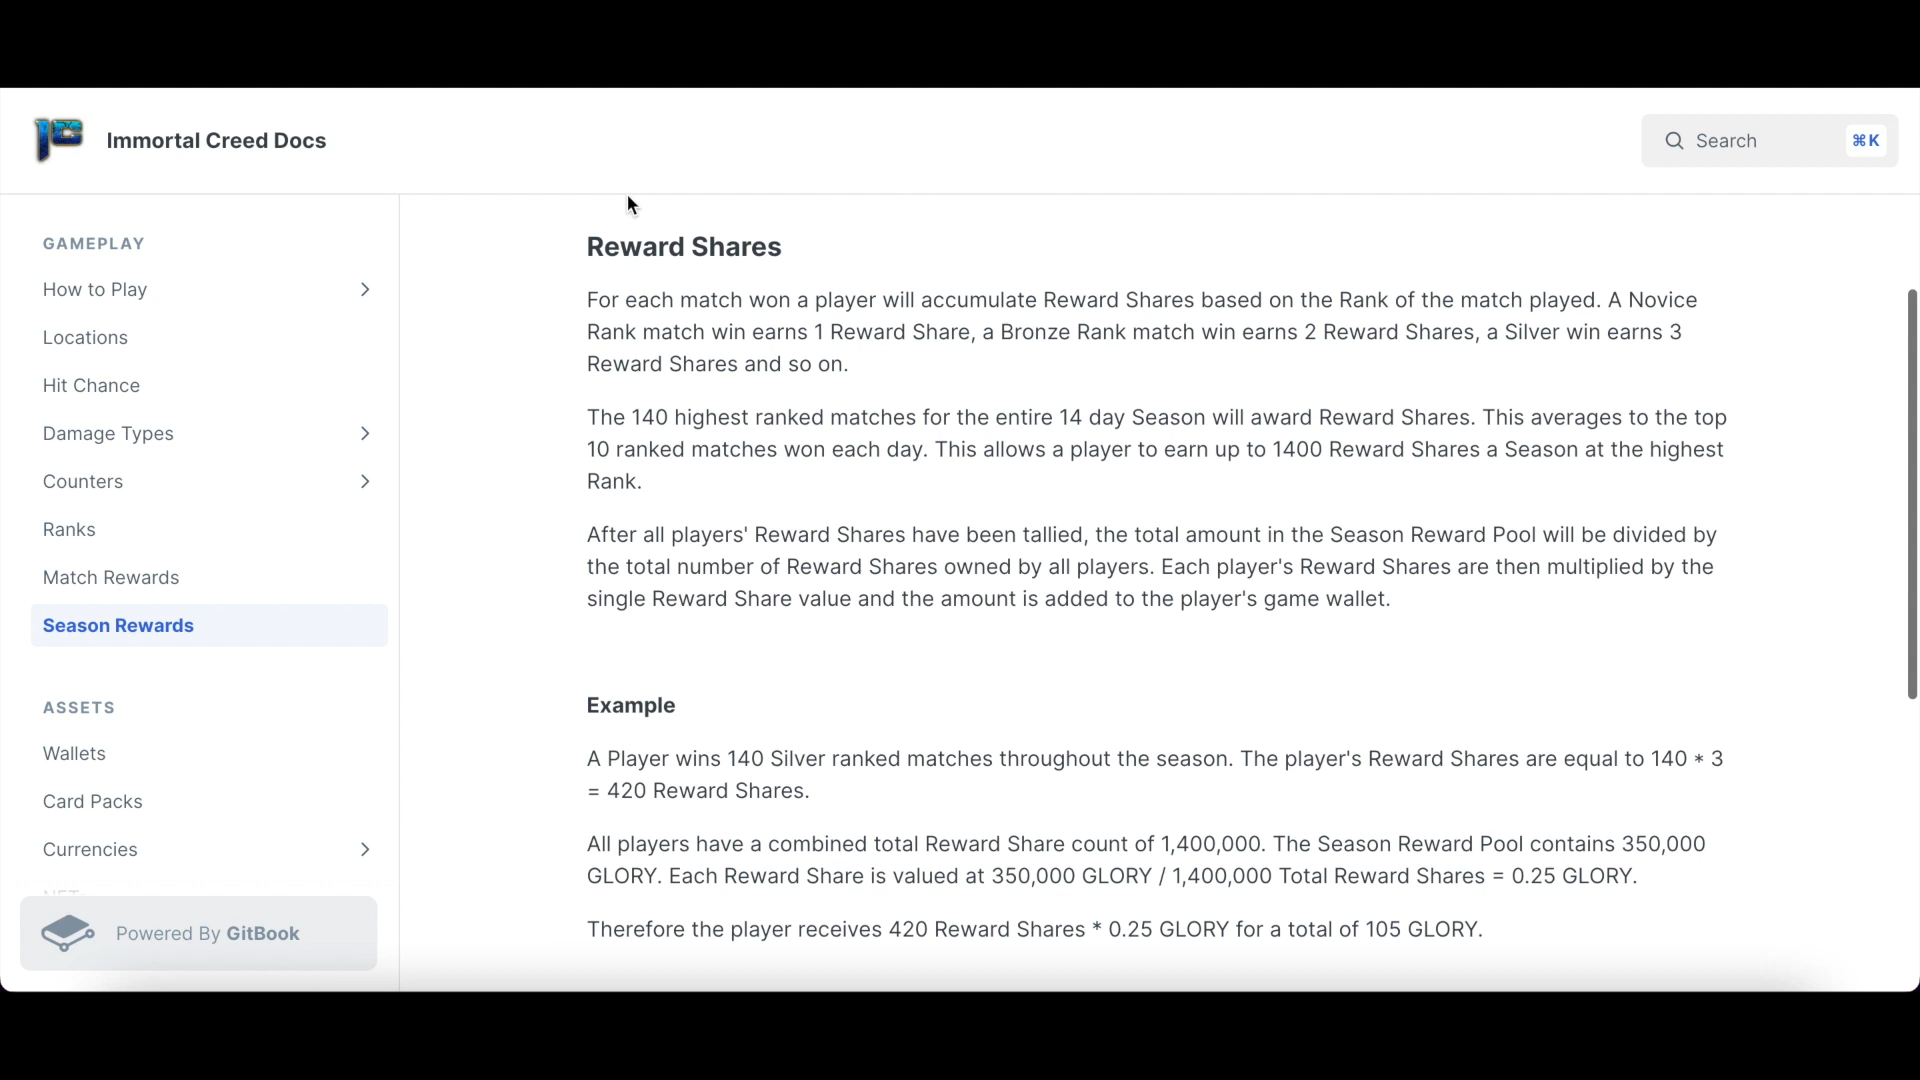 Immortal Creed Docs
Search
⌘K
GAMEPLAY
How to Play
Locations
Hit Chance
Damage Types
Counters
Ranks
Match Rewards
Season Rewards
ASSETS
Wallets
Card Packs
Currencies
Powered By GitBook
Reward Shares
For each match won a player will accumulate Reward Shares based on the Rank of the match played. A Novice
Rank match win earns 1 Reward Share, a Bronze Rank match win earns 2 Reward Shares, a Silver win earns 3
Reward Shares and so on.
The 140 highest ranked matches for the entire 14 day Season will award Reward Shares. This averages to the top
10 ranked matches won each day. This allows a player to earn up to 1400 Reward Shares a Season at the highest
Rank.
After all players' Reward Shares have been tallied, the total amount in the Season Reward Pool will be divided by
the total number of Reward Shares owned by all players. Each player's Reward Shares are then multiplied by the
single Reward Share value and the amount is added to the player's game wallet.
Example
A Player wins 140 Silver ranked matches throughout the season. The player's Reward Shares are equal to 140 * 3
= 420 Reward Shares.
All players have a combined total Reward Share count of 1,400,000. The Season Reward Pool contains 350,000
GLORY. Each Reward Share is valued at 350,000 GLORY / 1,400,000 Total Reward Shares = 0.25 GLORY.
Therefore the player receives 420 Reward Shares * 0.25 GLORY for a total of 105 GLORY.